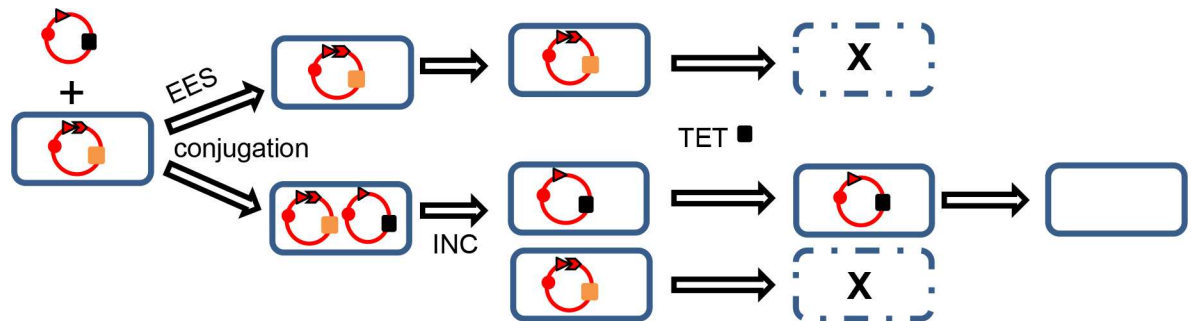 +
EES
conjugation
INC
TET
X
X